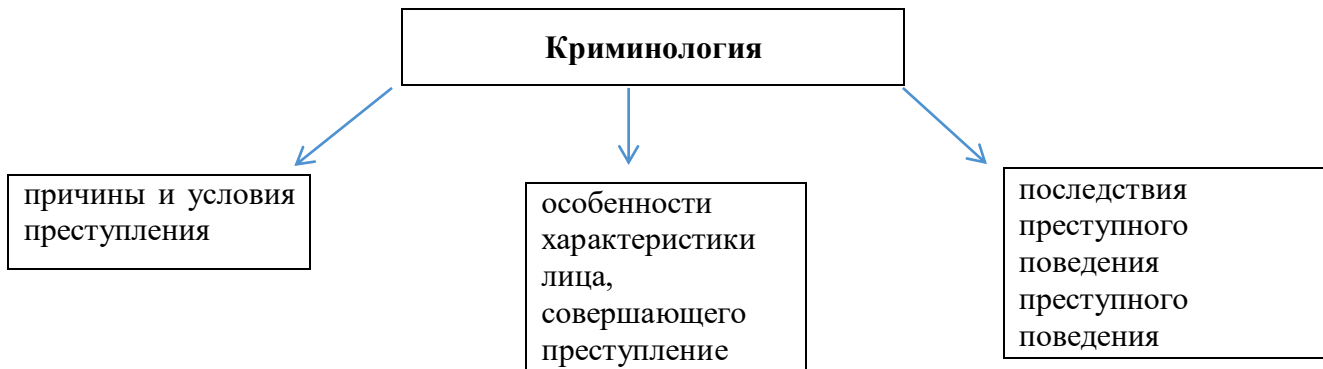 Криминология
причины и условия
преступления
особенности
характеристики
лица,
совершающего
преступление
последствия
преступного
поведения
преступного
поведения